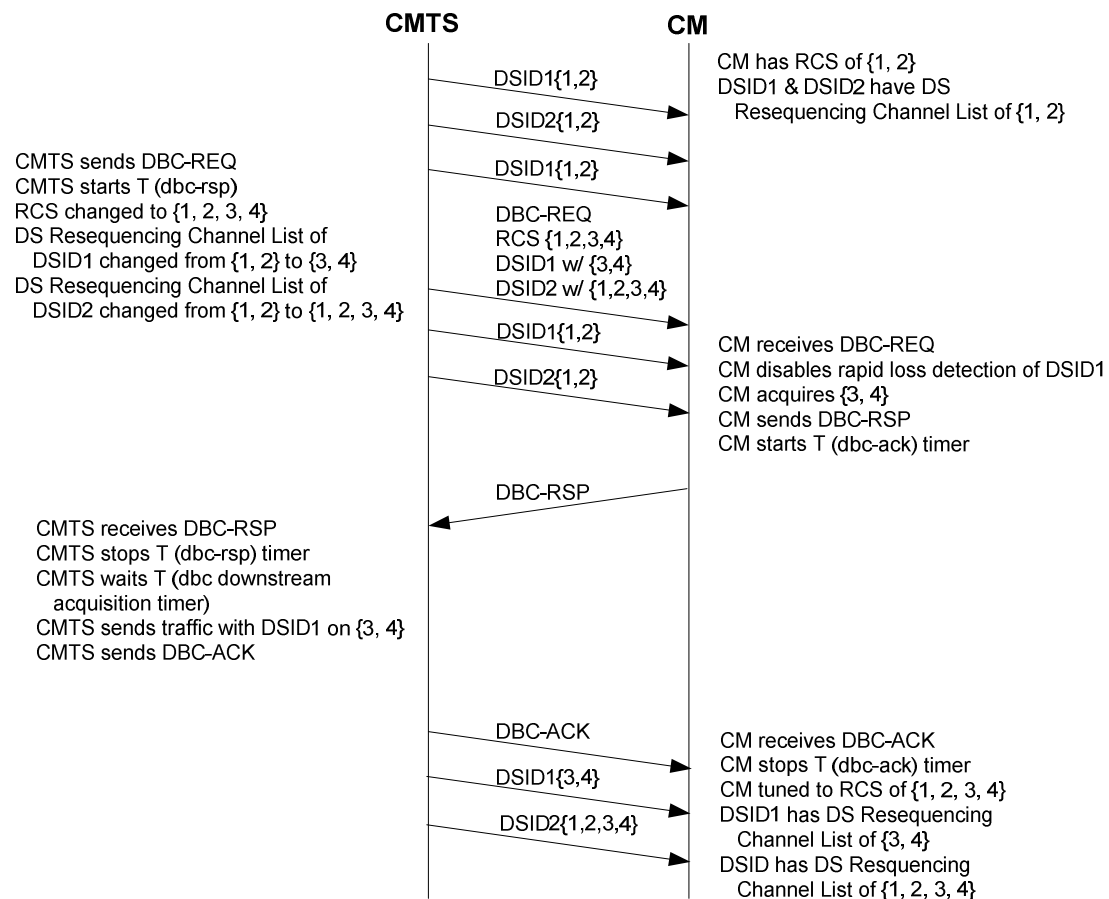 CMTS
CM
CM has RCS of {1, 2}
DSID1 & DSID2 have DS
Resequencing Channel List of {1, 2}
DSID1{1,2}
DSID2{1,2}
DSID1{1,2}
CMTS sends DBC-REQ
CMTS starts T (dbc-rsp)
RCS changed to {1, 2, 3, 4}
DS Resequencing Channel List of
DSID1 changed from {1, 2} to {3, 4}
DS Resequencing Channel List of
DSID2 changed from {1, 2} to {1, 2, 3, 4}
DBC-REQ
RCS {1,2,3,4}
DSID1 w/ {3,4}
DSID2 w/ {1,2,3,4}
DSID1{1,2}
DSID2{1,2}
CM receives DBC-REQ
CM disables rapid loss detection of DSID1
CM acquires {3, 4}
CM sends DBC-RSP
CM starts T (dbc-ack) timer
DBC-RSP
CMTS receives DBC-RSP
CMTS stops T (dbc-rsp) timer
CMTS waits T (dbc downstream
acquisition timer)
CMTS sends traffic with DSID1 on {3, 4}
CMTS sends DBC-ACK
DBC-ACK
DSID1{3,4}
DSID2{1,2,3,4}
CM receives DBC-ACK
CM stops T (dbc-ack) timer
CM tuned to RCS of {1, 2, 3, 4}
DSID1 has DS Resequencing
Channel List of {3, 4}
DSID has DS Resquencing
Channel List of {1, 2, 3, 4}